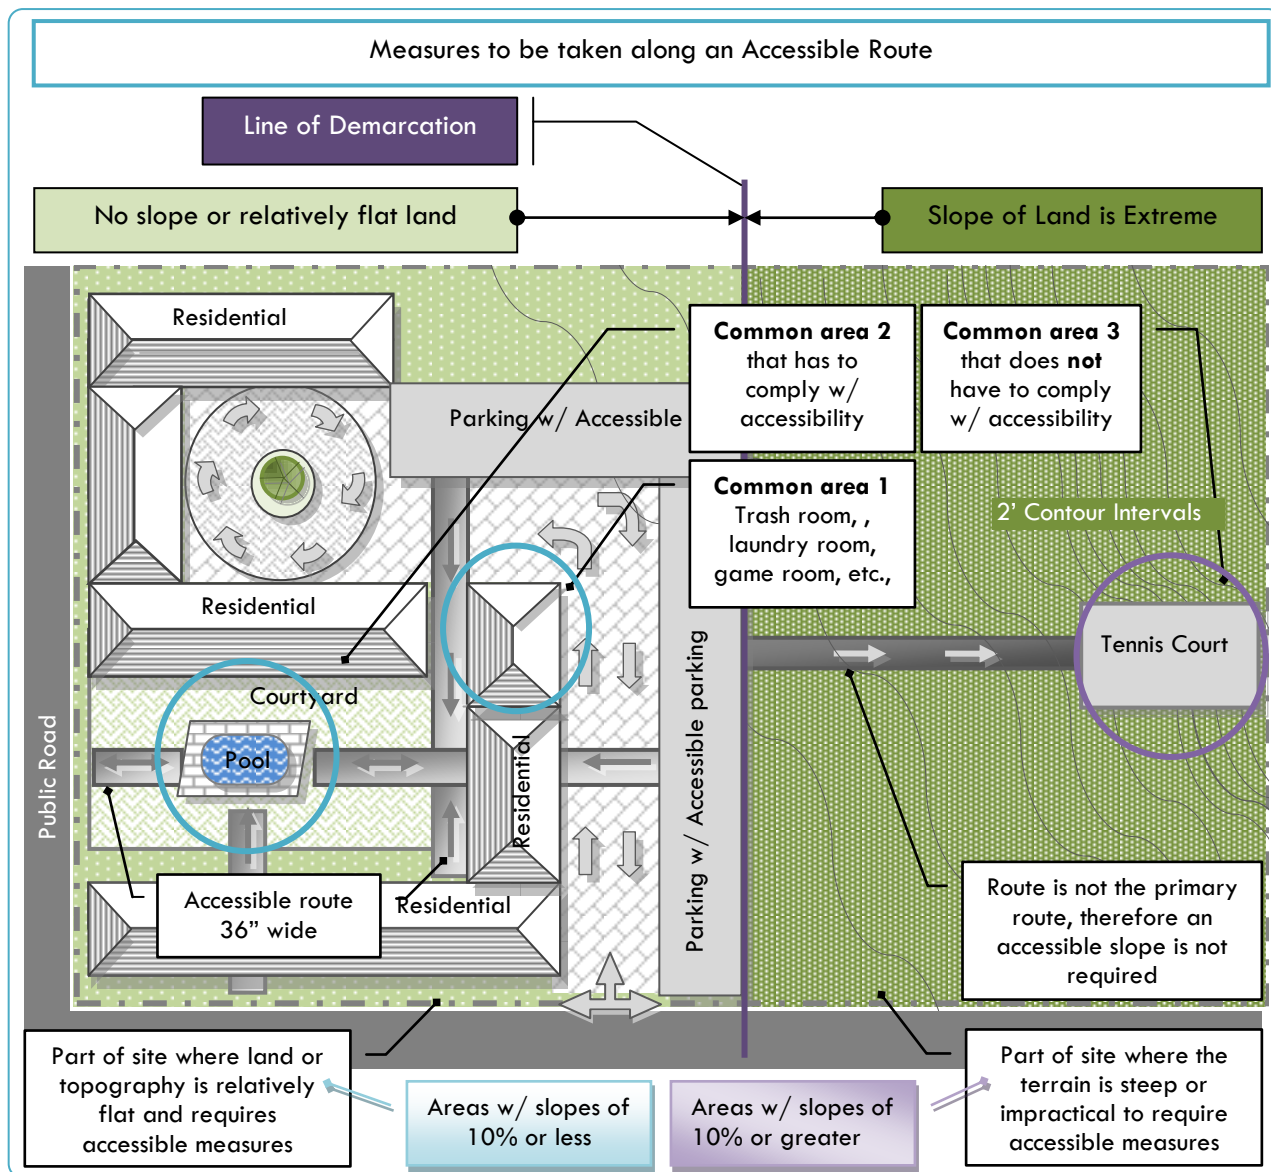 Measures to be taken along an Accessible Route
Line of Demarcation
No slope or relatively flat land
Slope of Land is Extreme
Residential
Common area 2
that has to
comply w/
accessibility
Common area 3
that does not
have to comply
w/ accessibility
Parking w/ Accessible
Common area 1
Trash room, ,
laundry room,
game room, etc.,
2' Contour Intervals
Residential
Tennis Court
Courtyard
Pool
Public Road
Residential
Parking w/ Accessible parking
Accessible route
36” wide
Residential
Route is not the primary
route, therefore an
accessible slope is not
required
Part of site where land or
topography is relatively
flat and requires
accessible measures
Areas w/ slopes of
10% or less
Areas w/ slopes of
10% or greater
Part of site where the
terrain is steep or
impractical to require
accessible measures